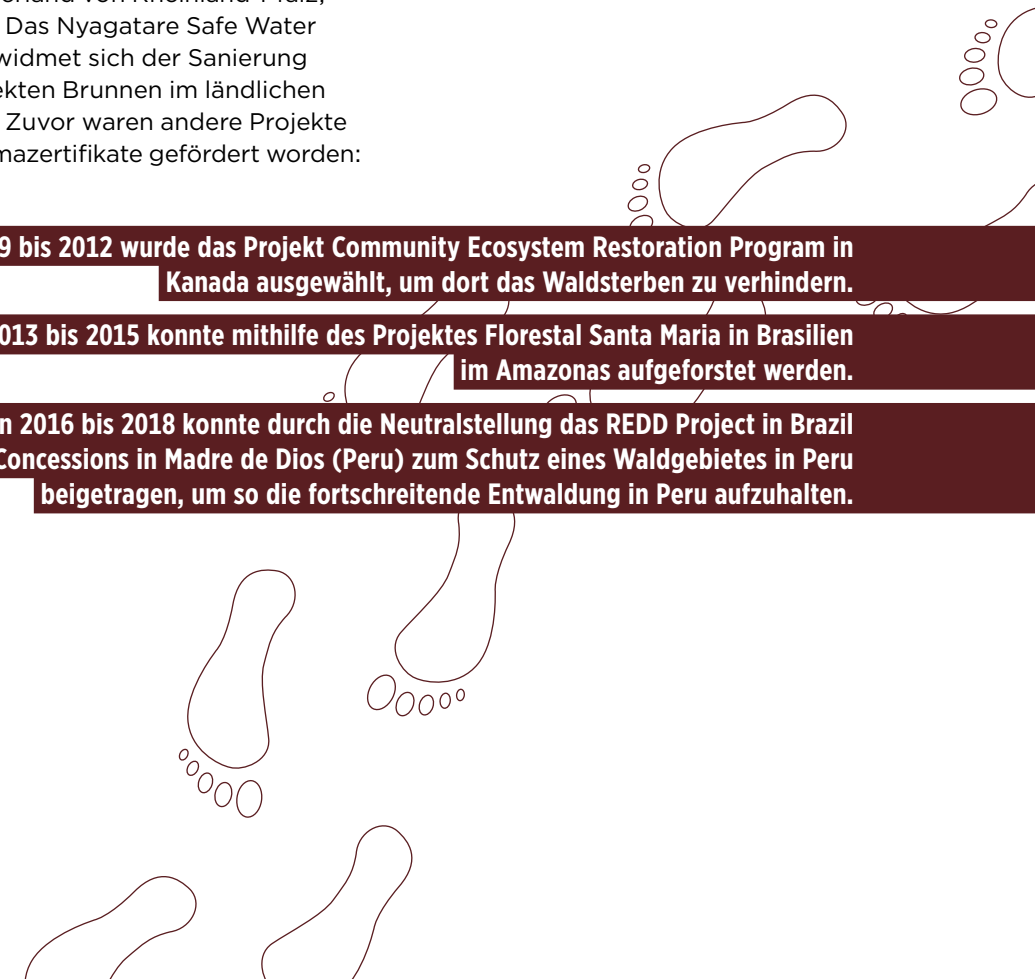 Das Nyagatare Safe Water
widmet sich der Sanierung
Brunnen im ländlichen
Zuvor waren andere Projekte
gefördert worden:
9 bis 2012 wurde das Projekt Community Ecosystem Restoration Program in
Kanada ausgewählt, um dort das Waldsterben zu verhindern.
013 bis 2015 konnte mithilfe des Projektes Florestal Santa Maria in Brasilien
im Amazonas aufgeforstet werden.
n 2016 bis 2018 konnte durch die Neutralstellung das REDD Project in Brazil
Concessions in Madre de Dios (Peru) zum Schutz eines Waldgebietes in Peru
beigetragen, um so die fortschreitende Entwaldung in Peru aufzuhalten.